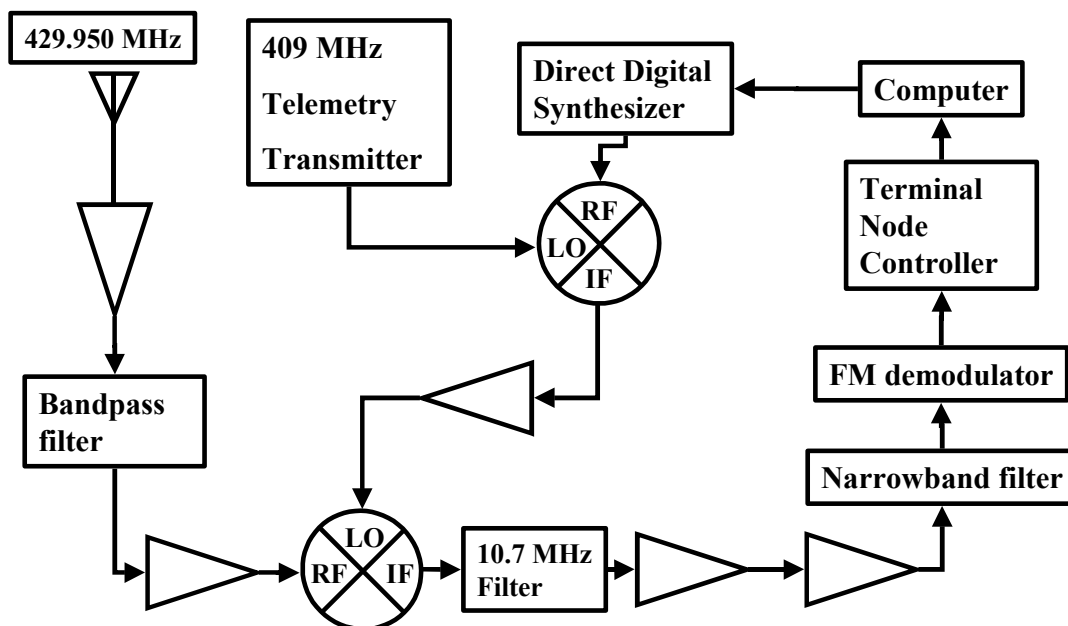 429.950 MHz
409 MHz
Telemetry
Transmitter
Direct Digital
Synthesizer
Computer
Terminal
Node
Controller
RF
LO
IF
FM demodulator
Bandpass
filter
Narrowband filter
LO
RF IF
10.7 MHz
Filter